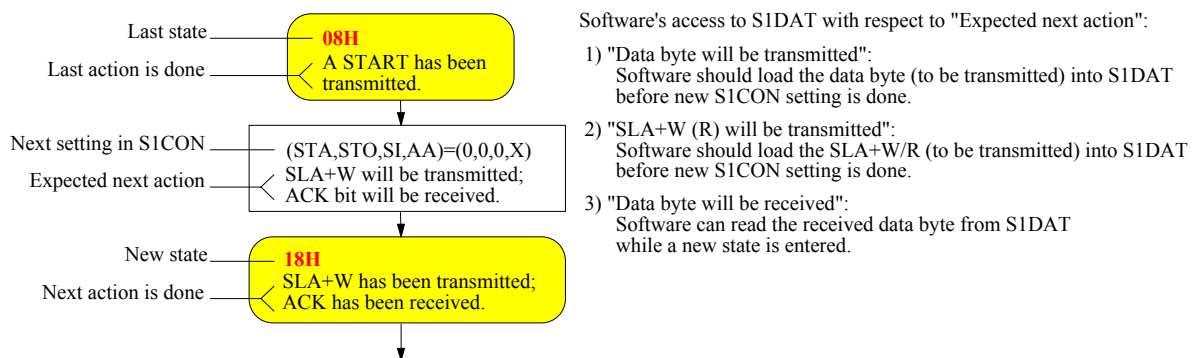 Last state
08H
Last action is done
A START has been
transmitted.
Next setting in S1CON
(STA,STO,SI,AA)=(0,0,0,X)
Expected next action
SLA+W will be transmitted;
ACK bit will be received.
New state
18H
Next action is done
SLA+W has been transmitted;
ACK has been received.
Software's access to S1DAT with respect to "Expected next action":
1) "Data byte will be transmitted":
Software should load the data byte (to be transmitted) into S1DAT
before new S1CON setting is done.
2) "SLA+W (R) will be transmitted":
Software should load the SLA+W/R (to be transmitted) into S1DAT
before new S1CON setting is done.
3) "Data byte will be received":
Software can read the received data byte from S1DAT
while a new state is entered.